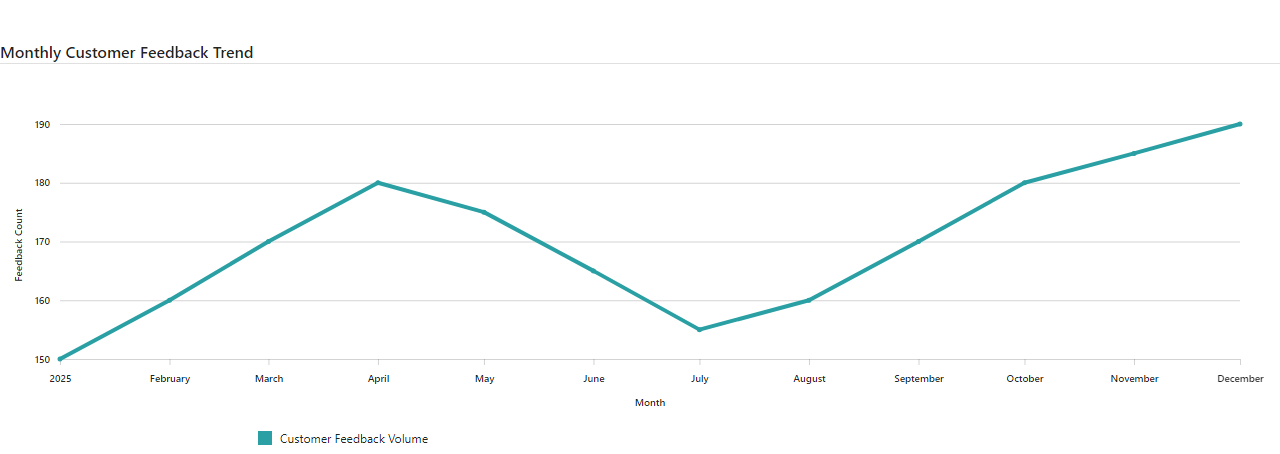 Monthly Customer Feedback Trend
190
180
170
160
150
Feedback Count
2025 February March April May June July August September October November December
Month
Customer Feedback Volume